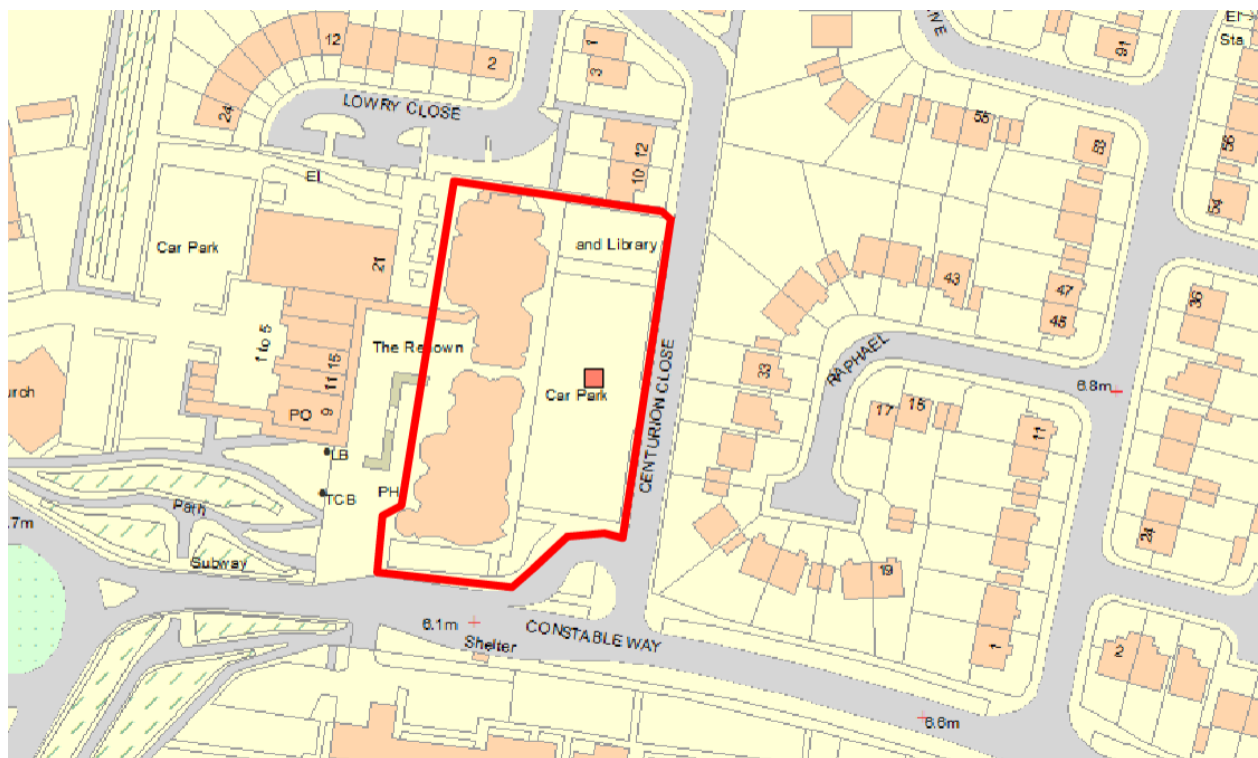 12
2
1
3
24
LOWRY CLOSE
10 12
El
Car Park
21
and Library
The Renown
1 to 5
9 11 15
PO
LB
TCB
PH
Path
Subway
.7m
urch
Car Park
CENTURION CLOSE
6.1m
Shelter
CONSTABLE WAY
6.6m
6.8m
RAPHAEL
33
43
47
45
55
53
91
El
Sta
56
54
36
24
17
15
11
19
1
2